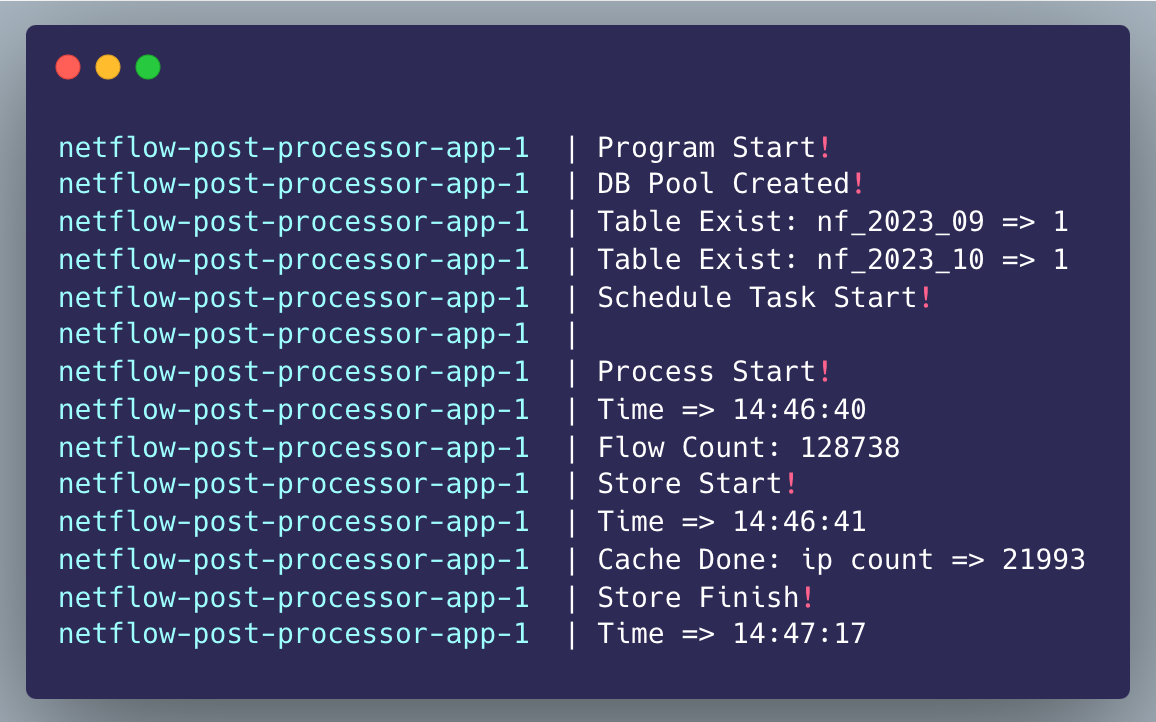 netflow-post-processor-app-1  | Program Start!
netflow-post-processor-app-1  | DB Pool Created!
netflow-post-processor-app-1  | Table Exist: nf_2023_09 => 1
netflow-post-processor-app-1  | Table Exist: nf_2023_10 => 1
netflow-post-processor-app-1  | Schedule Task Start!
netflow-post-processor-app-1  |
netflow-post-processor-app-1  | Process Start!
netflow-post-processor-app-1  | Time => 14:46:40
netflow-post-processor-app-1  | Flow Count: 128738
netflow-post-processor-app-1  | Store Start!
netflow-post-processor-app-1  | Time => 14:46:41
netflow-post-processor-app-1  | Cache Done: ip count => 21993
netflow-post-processor-app-1  | Store Finish!
netflow-post-processor-app-1  | Time => 14:47:17